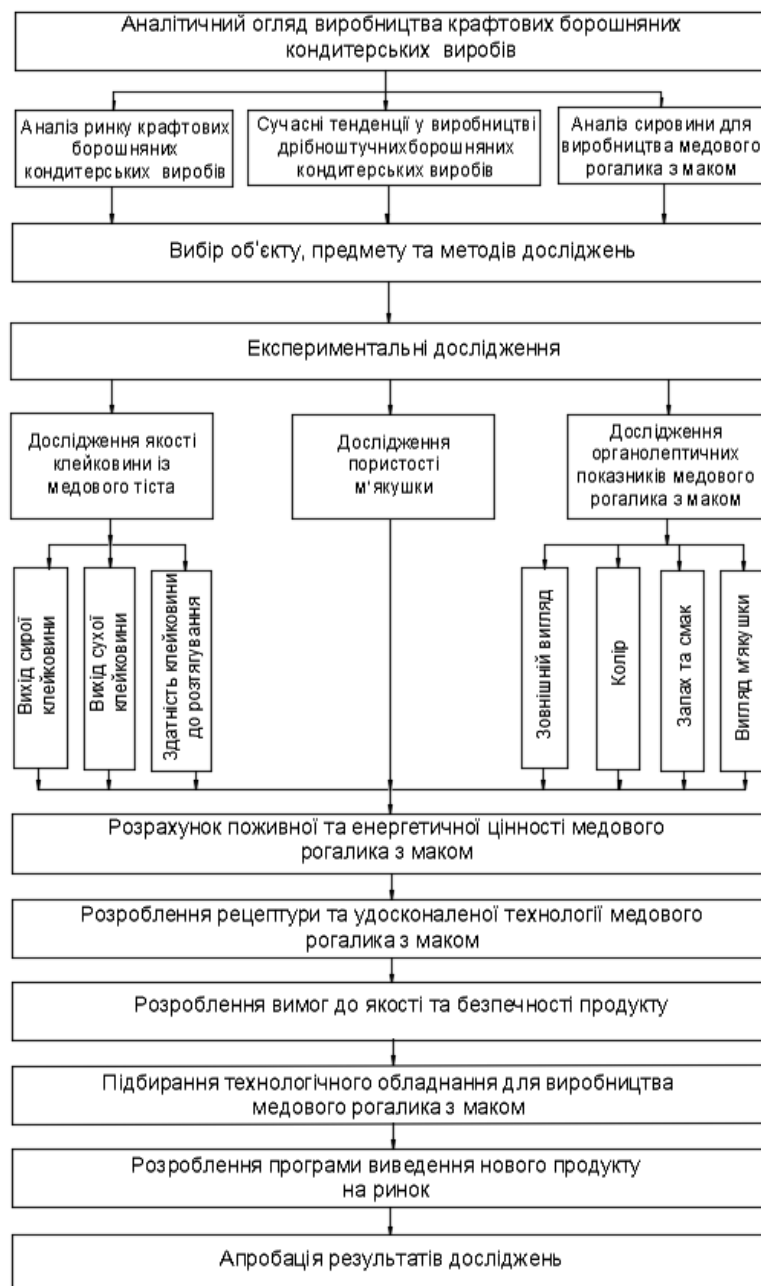 Аналітичний огляд виробництва крафтових борошняних
кондитерських виробів
Аналіз ринку крафтових
борошняних
кондитерських виробів
Сучасні тенденції у виробництві
дрібноштучнихборошняних
кондитерських виробів
Аналіз сировини для
виробництва медового
рогалика з маком
Вибір об'єкту, предмету та методів досліджень
Експериментальні дослідження
Дослідження якості
клейковини із
медового тіста
Дослідження
пористості
м'якушки
Дослідження
органолептичних
показників медового
рогалика з маком
Вихід сирої
клейковини
Вихід сухої
клейковини
Здатність клейковини
до розтягування
Зовнішній вигляд
Колір
Запах та смак
Вигляд м'якушки
Розрахунок поживної та енергетичної цінності медового
рогалика з маком
Розроблення рецептури та удосконаленої технології медового
рогалика з маком
Розроблення вимог до якості та безпечності продукту
Підбирання технологічного обладнання для виробництва
медового рогалика з маком
Розроблення програми виведення нового продукту
на ринок
Апробація результатів досліджень